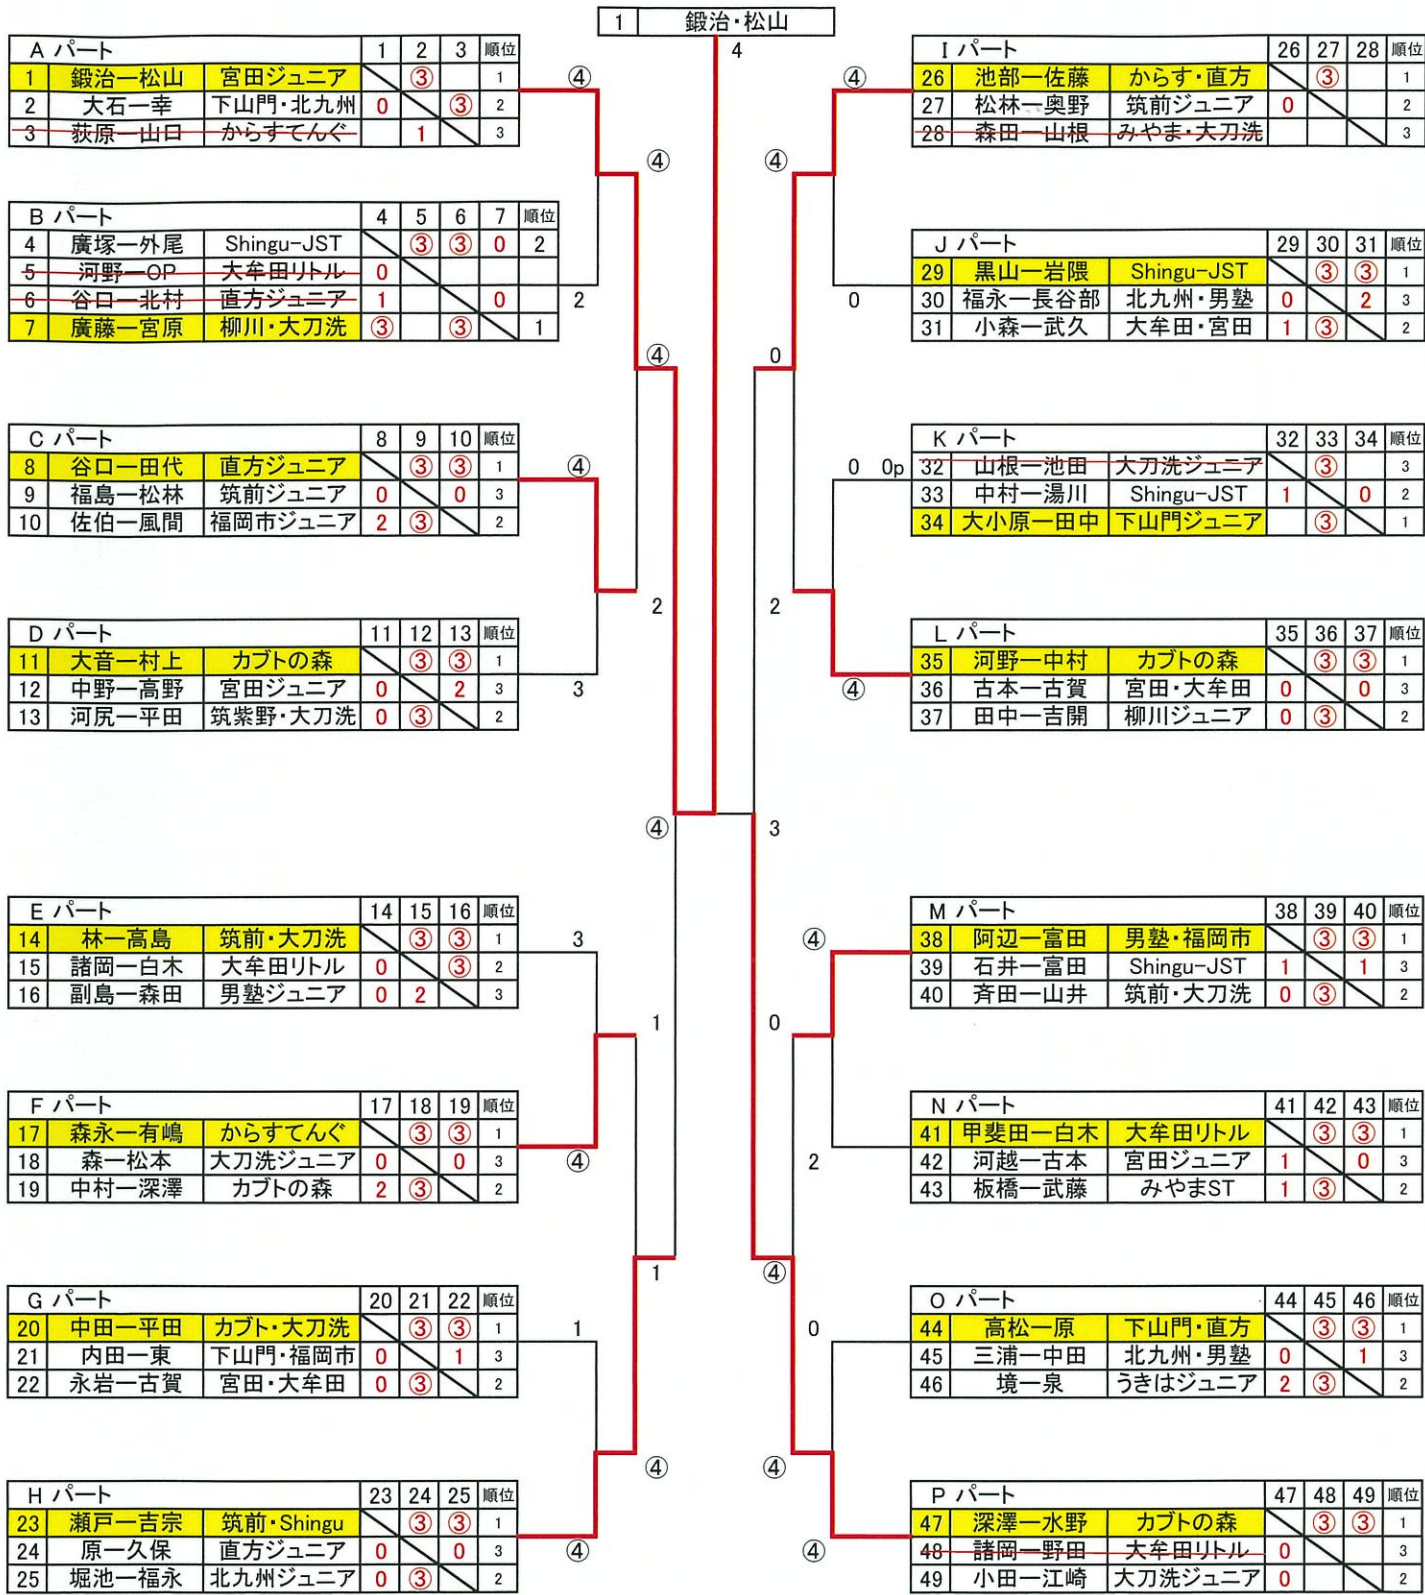 1 鍛治・松山
4
A パート 1 2 3 順位
1 鍛治ー松山 宮田ジュニア ③ 1
2 大石ー幸 下山門・北九州 0 ③ 2
3 荻原ー山口 からすてんぐ 1 3
④
④
B パート 4 5 6 7 順位
4 廣塚ー外尾 Shingu-JST ③ ③ 0 2
5 河野ーOP 大牟田リトル 0
6 谷口ー北村 直方ジュニア 1 0
7 廣藤ー宮原 柳川・大刀洗 ③ ③ 1
2
④
C パート 8 9 10 順位
8 谷口ー田代 直方ジュニア ③ ③ 1
9 福島ー松林 筑前ジュニア 0 0 3
10 佐伯ー風間 福岡市ジュニア 2 ③ 2
④
2
D パート 11 12 13 順位
11 大音ー村上 カブトの森 ③ ③ 1
12 中野ー高野 宮田ジュニア 0 2 3
13 河尻ー平田 筑紫野・大刀洗 0 ③ 2
3
④
E パート 14 15 16 順位
14 林ー高島 筑前・大刀洗 ③ ③ 1
15 諸岡ー白木 大牟田リトル 0 ③ 2
16 副島ー森田 男塾ジュニア 0 2 3
3
1
F パート 17 18 19 順位
17 森永ー有嶋 からすてんぐ ③ ③ 1
18 森ー松本 大刀洗ジュニア 0 0 3
19 中村ー深澤 カブトの森 2 ③ 2
④
1
G パート 20 21 22 順位
20 中田ー平田 カブト・大刀洗 ③ ③ 1
21 内田ー東 下山門・福岡市 0 1 3
22 永岩ー古賀 宮田・大牟田 0 ③ 2
1
④
H パート 23 24 25 順位
23 瀬戸ー吉宗 筑前・Shingu ③ ③ 1
24 原ー久保 直方ジュニア 0 0 3
25 堀池ー福永 北九州ジュニア 0 ③ 2
④
I パート 26 27 28 順位
26 池部ー佐藤 からす・直方 ③ 1
27 松林ー奥野 筑前ジュニア 0 2
28 森田ー山根 みやま・大刀洗 3
④
④
J パート 29 30 31 順位
29 黒山ー岩隈 Shingu-JST ③ ③ 1
30 福永ー長谷部 北九州・男塾 0 2 3
31 小森ー武久 大牟田・宮田 1 ③ 2
0
0
K パート 32 33 34 順位
32 山根ー池田 大刀洗ジュニア ③ 3
33 中村ー湯川 Shingu-JST 1 0 2
34 大小原ー田中 下山門ジュニア ③ 1
0 0p
2
L パート 35 36 37 順位
35 河野ー中村 カブトの森 ③ ③ 1
36 古本ー古賀 宮田・大牟田 0 0 3
37 田中ー吉開 柳川ジュニア 0 ③ 2
④
3
M パート 38 39 40 順位
38 阿辺ー富田 男塾・福岡市 ③ ③ 1
39 石井ー富田 Shingu-JST 1 1 3
40 斉田ー山井 筑前・大刀洗 0 ③ 2
④
0
N パート 41 42 43 順位
41 甲斐田ー白木 大牟田リトル ③ ③ 1
42 河越ー古本 宮田ジュニア 1 0 3
43 板橋ー武藤 みやまST 1 ③ 2
2
④
O パート 44 45 46 順位
44 高松ー原 下山門・直方 ③ ③ 1
45 三浦ー中田 北九州・男塾 0 1 3
46 境ー泉 うきはジュニア 2 ③ 2
0
④
P パート 47 48 49 順位
47 深澤ー水野 カブトの森 ③ ③ 1
48 諸岡ー野田 大牟田リトル 0 3
49 小田ー江崎 大刀洗ジュニア 0 2
④